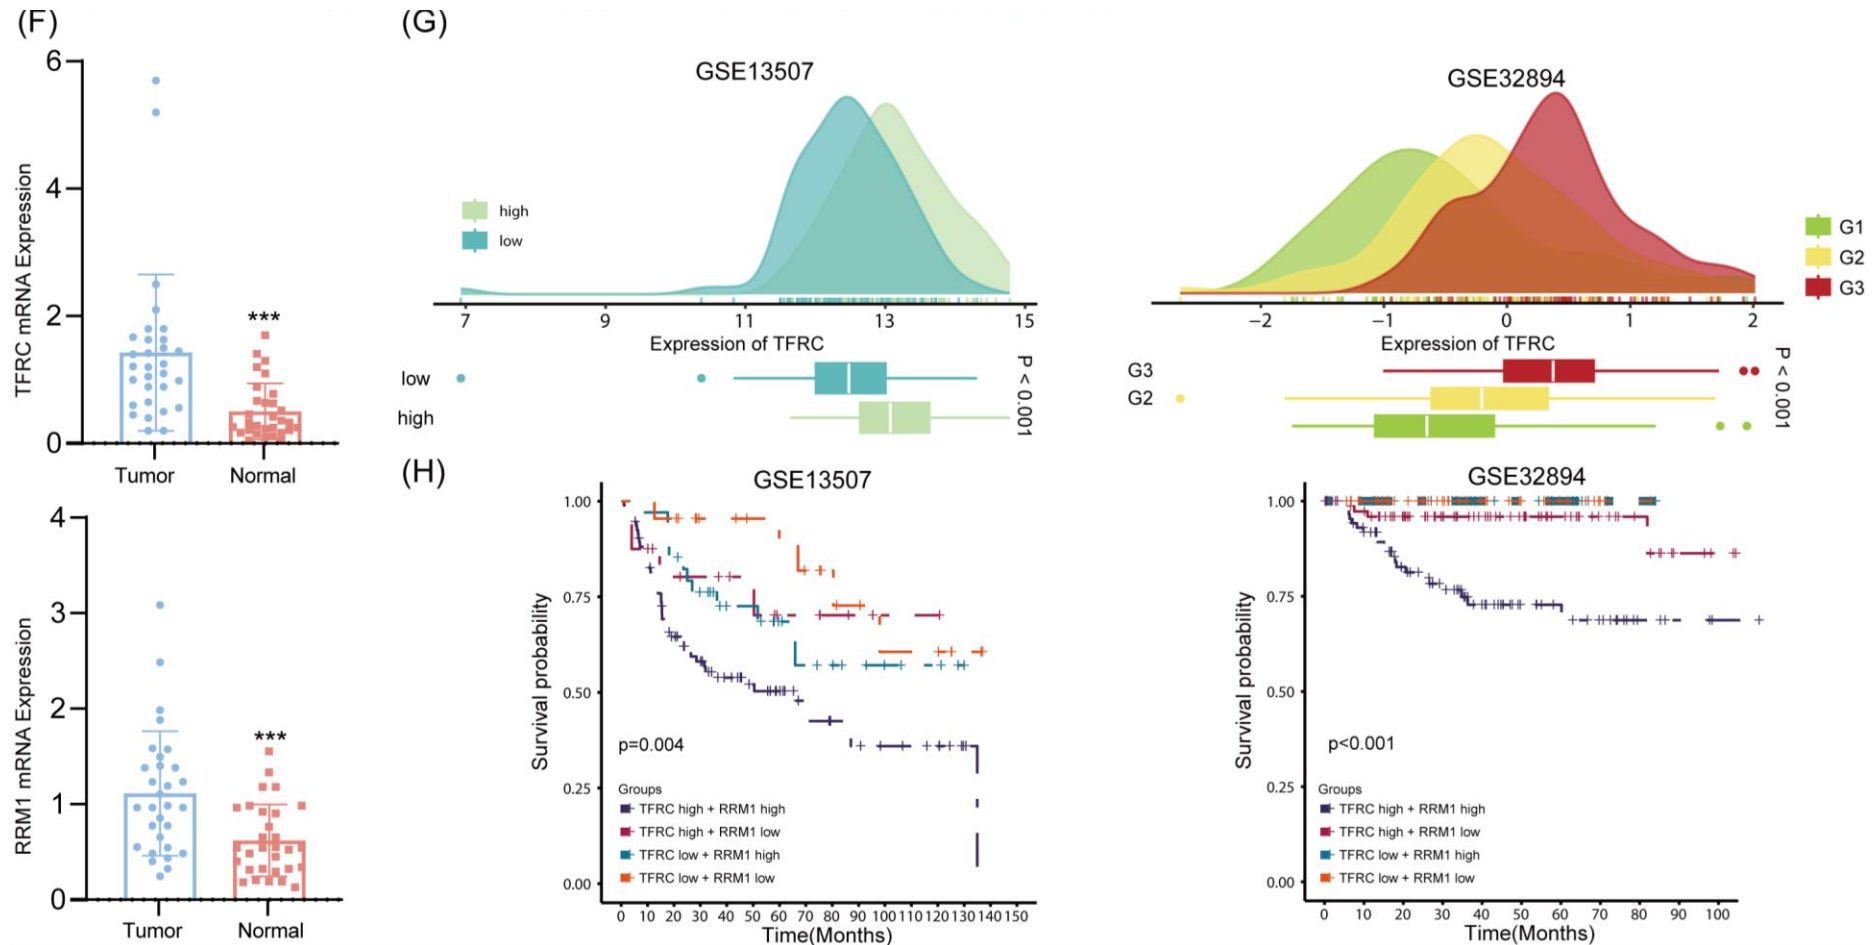 (F)
6
4
2
0
TFRC mRNA Expression
***
Tumor
Normal
4
3
2
1
0
RRM1 mRNA Expression
***
Tumor
Normal
(G)
GSE13507
high
low
7
9
11
13
15
Expression of TFRC
low
high
P < 0.001
GSE32894
G1
G2
G3
−2
−1
0
1
2
Expression of TFRC
G3
G2
P < 0.001
(H)
GSE13507
1.00
0.75
0.50
0.25
0.00
Survival probability
p=0.004
Groups
TFRC high + RRM1 high
TFRC high + RRM1 low
TFRC low + RRM1 high
TFRC low + RRM1 low
0 10 20 30 40 50 60 70 80 90 100 110 120 130 140 150
Time(Months)
GSE32894
1.00
0.75
0.50
0.25
0.00
Survival probability
p<0.001
Groups
TFRC high + RRM1 high
TFRC high + RRM1 low
TFRC low + RRM1 high
TFRC low + RRM1 low
0 10 20 30 40 50 60 70 80 90 100
Time(Months)